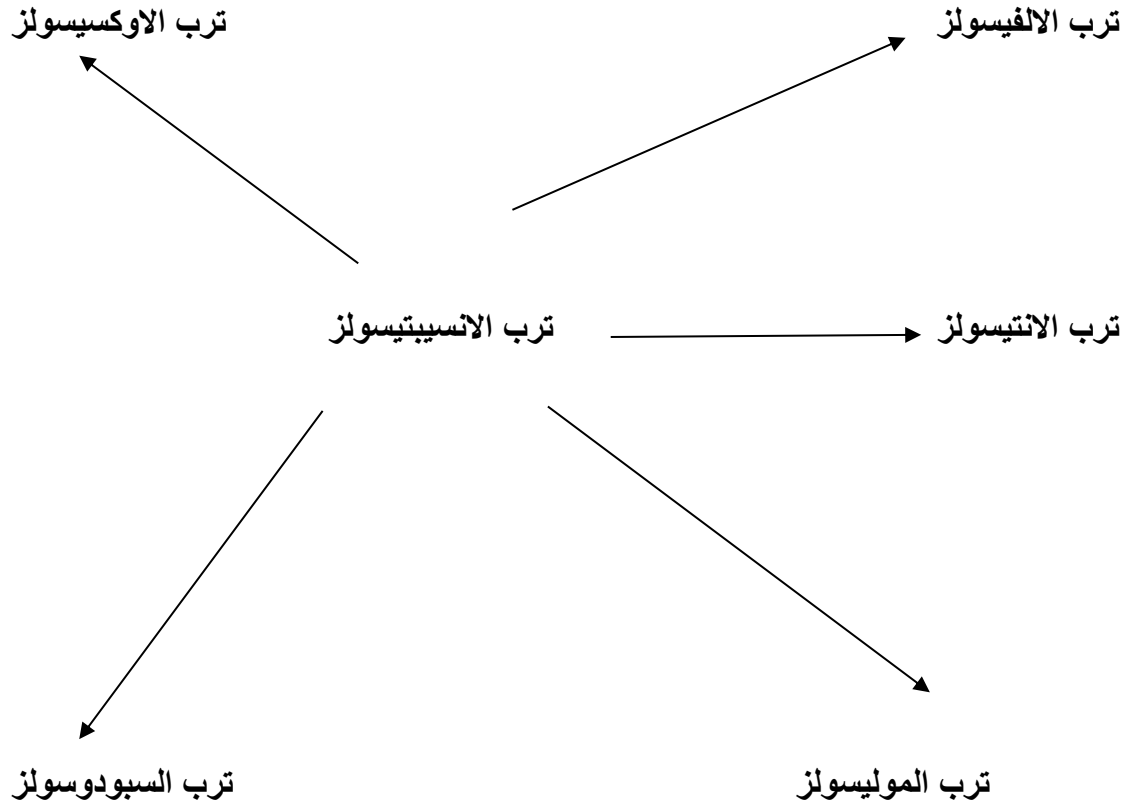 ترب الالفيسولز
ترب الاوكسيسولز
ترب الانتيسولز
ترب الانسيبتيسولز
ترب الموليسولز
ترب السبودوسولز